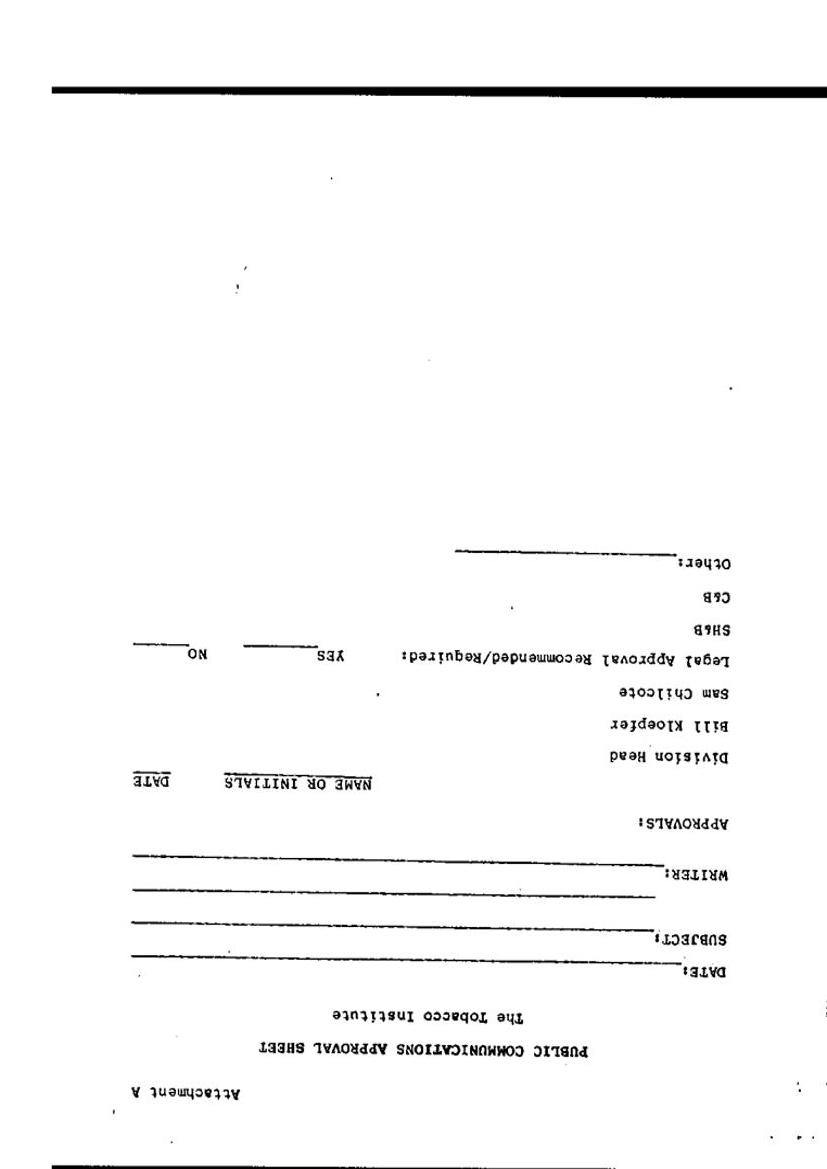 Attachment A
PUBLIC COMMUNICATIONS APPROVAL SHEET
The Tobacco Institute
DATE:
SUBJECT:
WRITER:
APPROVALS:
NAME OR INITIALS DATE
Division Head
Bill Kloepfer
Sam Chilcote
Legal Approval Recommended/Required: YES NO
SH&B
C&B
Other: